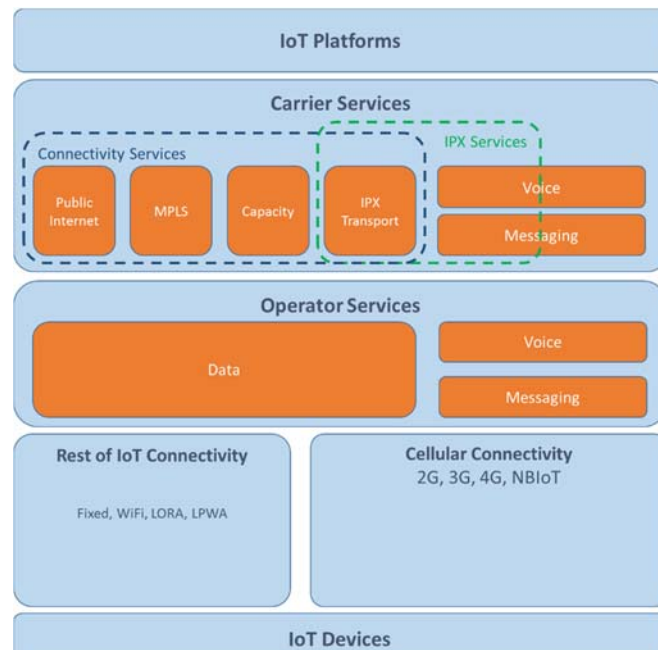 IoT Platforms
Carrier Services
IPX Services
Connectivity Services
Public
Internet
MPLS
Capacity
IPX
Transport
Voice
Messaging
Operator Services
Data
Voice
Messaging
Rest of IoT Connectivity
Fixed, WiFi, LORA, LPWA
Cellular Connectivity
2G, 3G, 4G, NBIoT
IoT Devices